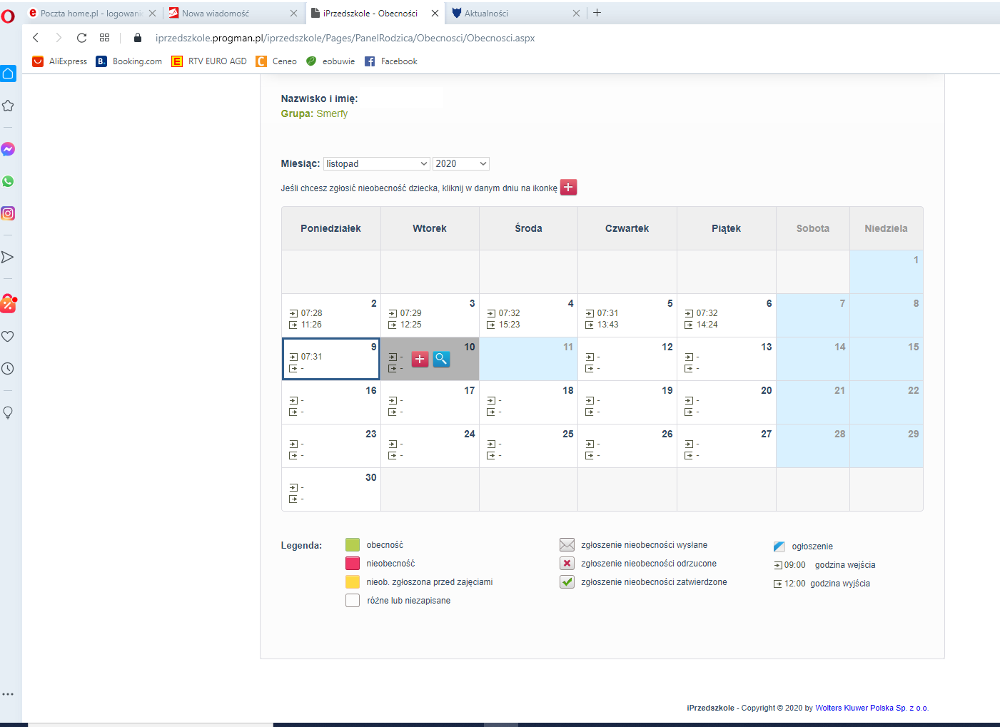 Poczta home.pl - logowani
Nowa wiadomość
iPrzedszkole - Obecności
Aktualności
iprzedszkole.progman.pl/iprzedszkole/Pages/PanelRodzica/Obecnosci/Obecnosci.aspx
AliExpress B. Booking.com E RTV EURO AGD C Ceneo eobuwie Facebook
Nazwisko i imię:
Grupa: Smerfy
Miesiąc: listopad 2020
Jeśli chcesz zgłosić nieobecność dziecka, kliknij w danym dniu na ikonkę
Poniedziałek Wtorek Środa Czwartek Piątek Sobota Niedziela
1
2 3 4 5 6 7 8
07:28 07:29 07:32 07:31 07:32
11:26 12:25 15:23 13:43 14:24
9 10 11 12 13 14 15
07:31 - - -
- - - -
16 17 18 19 20 21 22
- - - - -
- - - - -
23 24 25 26 27 28 29
- - - - -
- - - - -
30
-
-
Legenda: obecność zgłoszenie nieobecności wysłane ogłoszenie
nieobecność zgłoszenie nieobecności odrzucone 09:00 godzina wejścia
nieob. zgłoszona przed zajęciami zgłoszenie nieobecności zatwierdzone 12:00 godzina wyjścia
różne lub niezapisane
iPrzedszkole - Copyright © 2020 by Wolters Kluwer Polska Sp. z o.o.